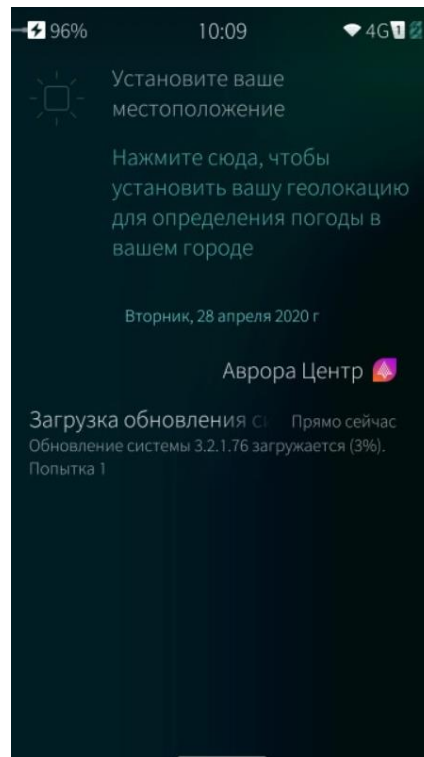 96%
10:09
4G 1 2
Установите ваше
местоположение
Нажмите сюда, чтобы
установить вашу геолокацию
для определения погоды в
вашем городе
Вторник, 28 апреля 2020 г
Аврора Центр
Загрузка обновления Прямо сейчас
Обновление системы 3.2.1.76 загружается (3%).
Попытка 1